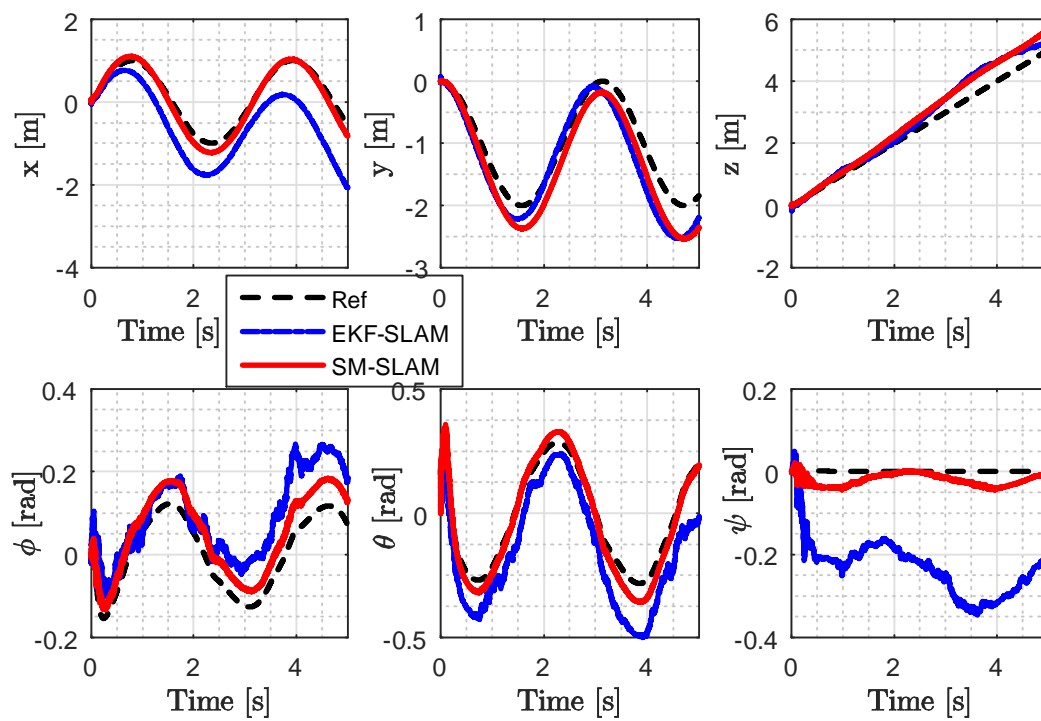 2
0
-2
-4
x [m]
0
2
4
Time [s]
1
0
-1
-2
-3
y [m]
0
2
4
Time [s]
6
4
2
0
-2
z [m]
0
2
4
Time [s]
Ref
EKF-SLAM
SM-SLAM
0.4
0.2
0
-0.2
ϕ [rad]
0
2
4
Time [s]
0.5
0
-0.5
θ [rad]
0
2
4
Time [s]
0.2
0
-0.2
-0.4
ψ [rad]
0
2
4
Time [s]